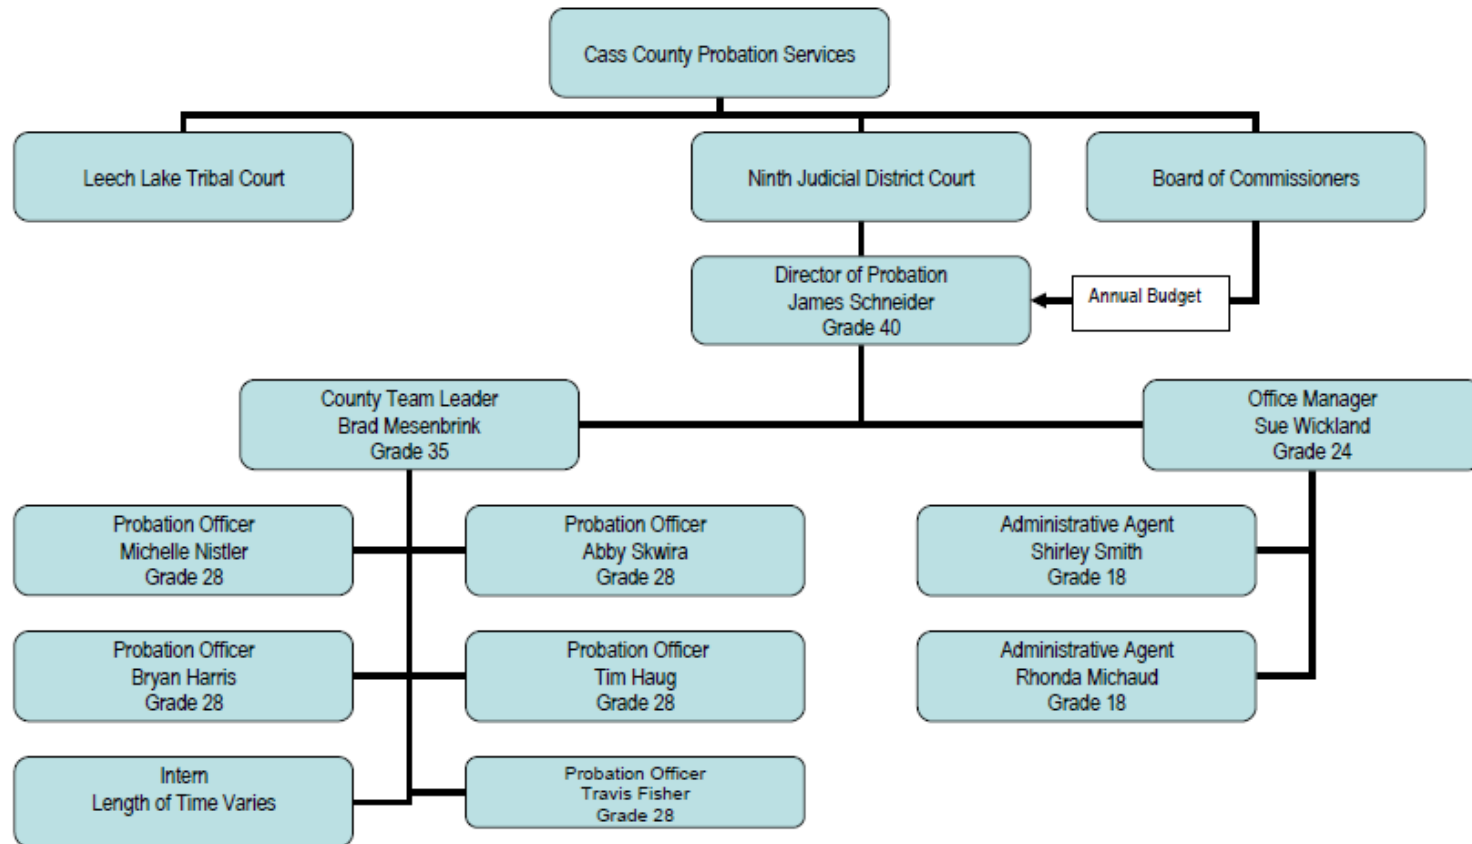 Cass County Probation Services
Leech Lake Tribal Court
Ninth Judicial District Court
Board of Commissioners
Director of Probation
James Schneider
Grade 40
Annual Budget
County Team Leader
Brad Mesenbrink
Grade 35
Office Manager
Sue Wickland
Grade 24
Probation Officer
Michelle Nistler
Grade 28
Probation Officer
Abby Skwira
Grade 28
Administrative Agent
Shirley Smith
Grade 18
Probation Officer
Bryan Harris
Grade 28
Probation Officer
Tim Haug
Grade 28
Administrative Agent
Rhonda Michaud
Grade 18
Intern
Length of Time Varies
Probation Officer
Travis Fisher
Grade 28